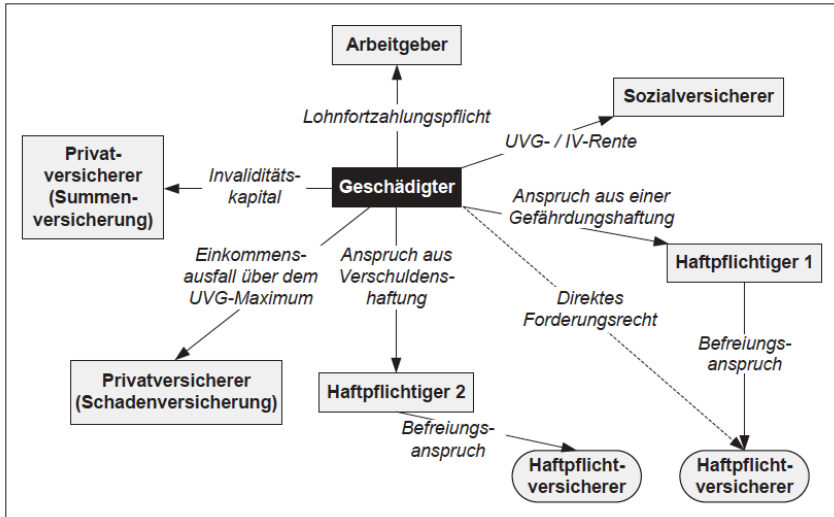 Arbeitgeber
Lohnfortzahlungspflicht
Sozialversicherer
UVG- / IV-Rente
Privat-
versicherer
(Summen-
versicherung)
Invaliditäts-
kapital
Geschädigter
Anspruch aus einer
Gefährdungshaftung
Haftpflichtiger 1
Einkommens-
ausfall über dem
UVG-Maximum
Anspruch aus
Verschuldens-
haftung
Direktes
Forderungsrecht
Befreiungs-
anspruch
Privatversicherer
(Schadenversicherung)
Haftpflichtiger 2
Befreiungs-
anspruch
Haftpflicht-
versicherer
Haftpflicht-
versicherer